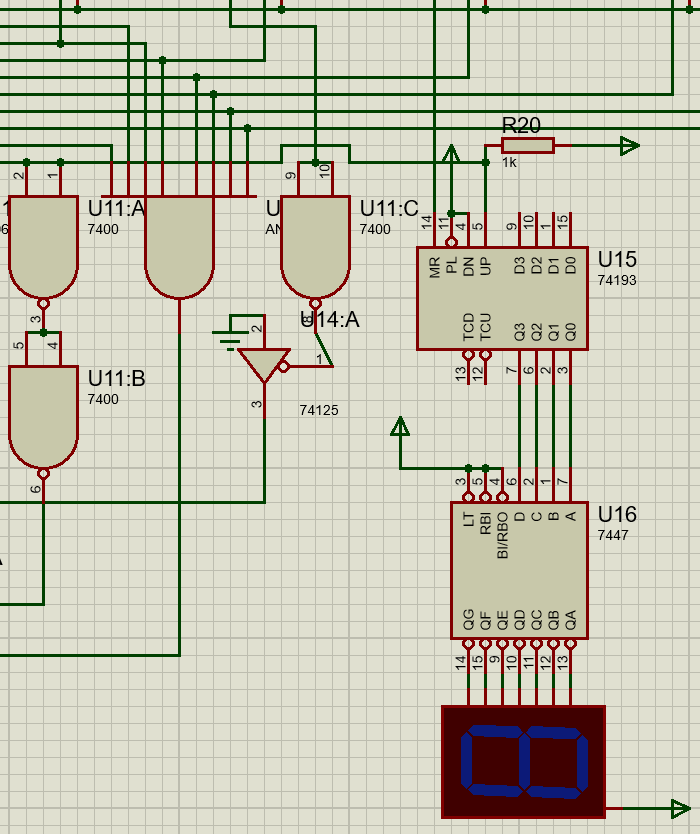 R20
1k
2
1
9
10
14
11
4
5
9
10
1
15
U11:A
7400
U
AN
U11:C
7400
MR
PL
DN
UP
D3
D2
D1
D0
U15
74193
TCD
TCU
Q3
Q2
Q1
Q0
3
8
U14:A
2
1
3
74125
13
12
7
6
2
3
5
4
U11:B
7400
6
3
5
4
6
2
1
7
LT
RBI
BI/RBO
D
C
B
A
U16
7447
QG
QF
QE
QD
QC
QB
QA
14
15
9
10
11
12
13